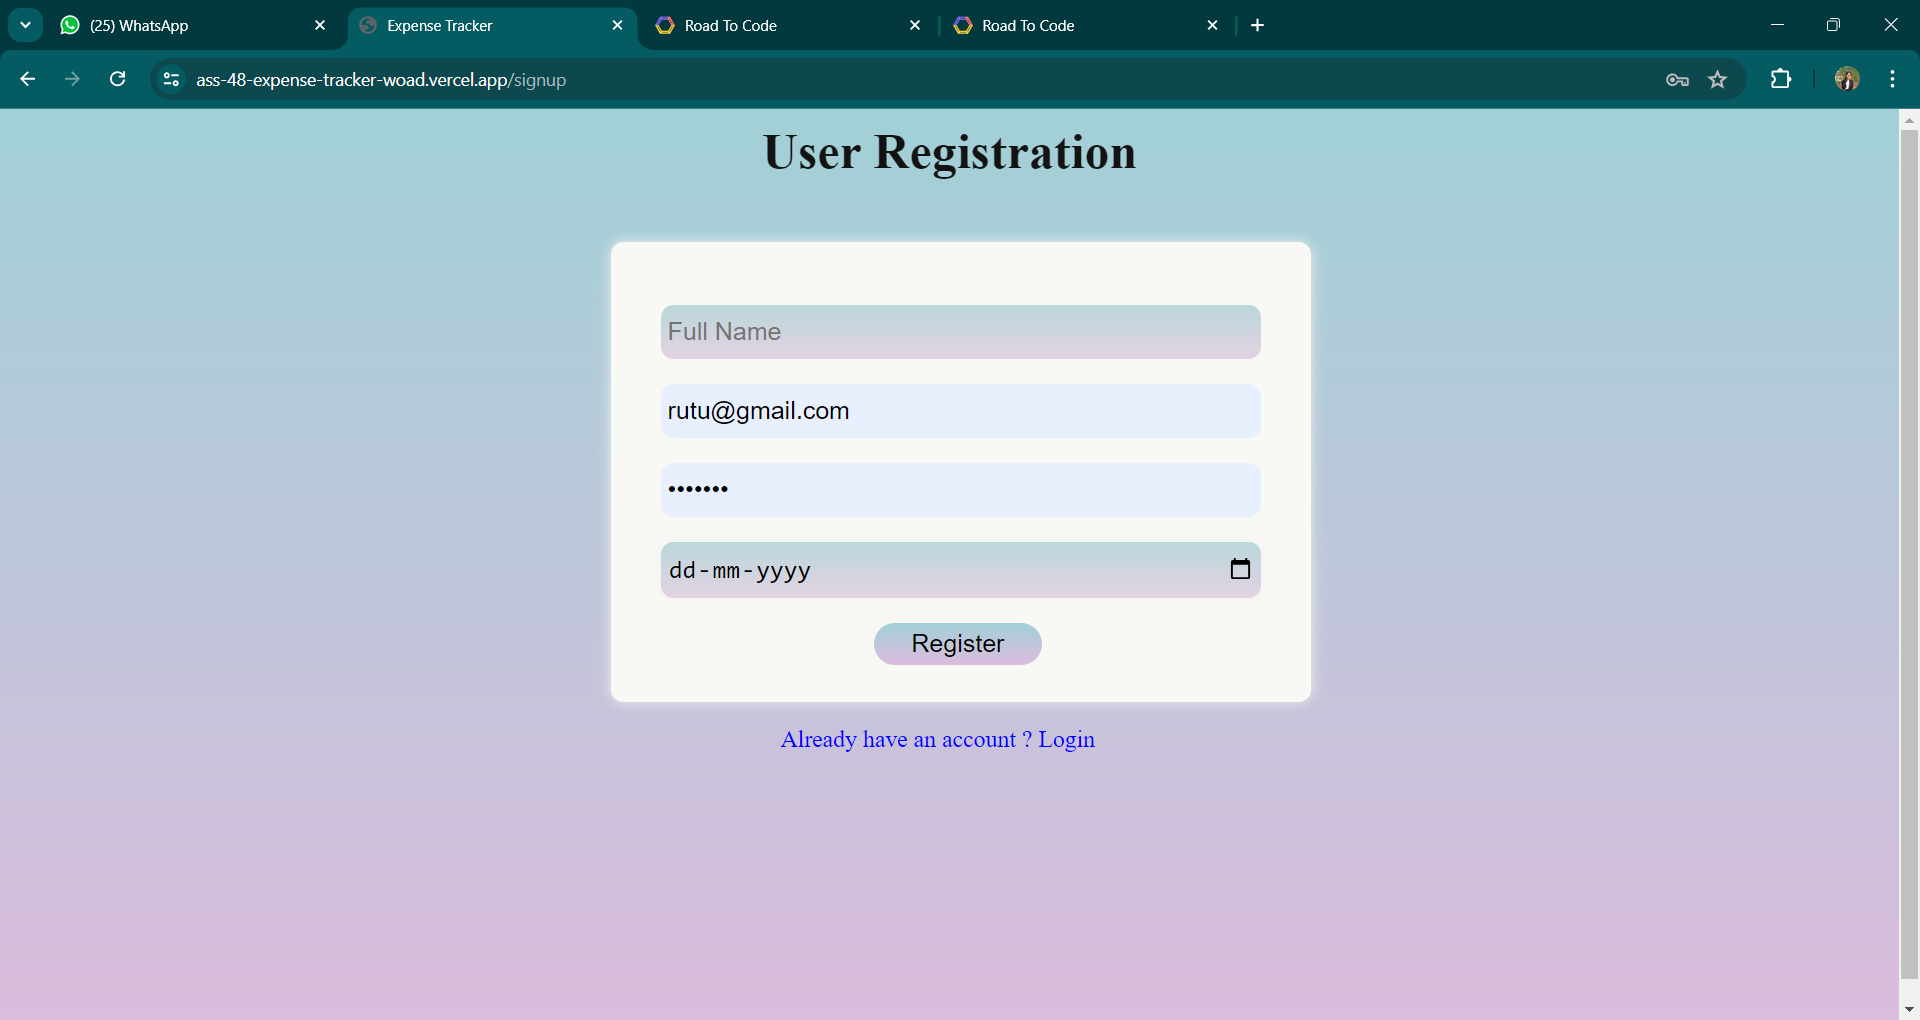 (25) WhatsApp
Expense Tracker
Road To Code
Road To Code
ass-48-expense-tracker-woad.vercel.app/signup
User Registration
Full Name
rutu@gmail.com
•••••••
dd-mm-yyyy
Register
Already have an account ? Login